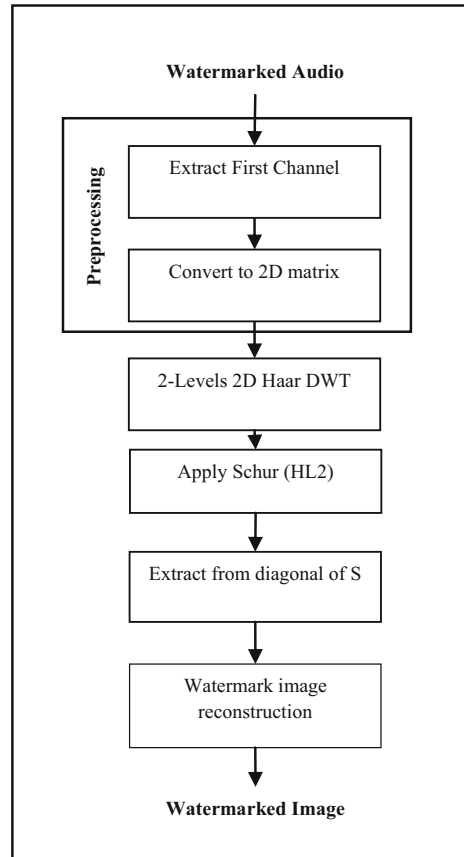 Watermarked Audio
Preprocessing
Extract First Channel
Convert to 2D matrix
2-Levels 2D Haar DWT
Apply Schur (HL2)
Extract from diagonal of S
Watermark image
reconstruction
Watermarked Image